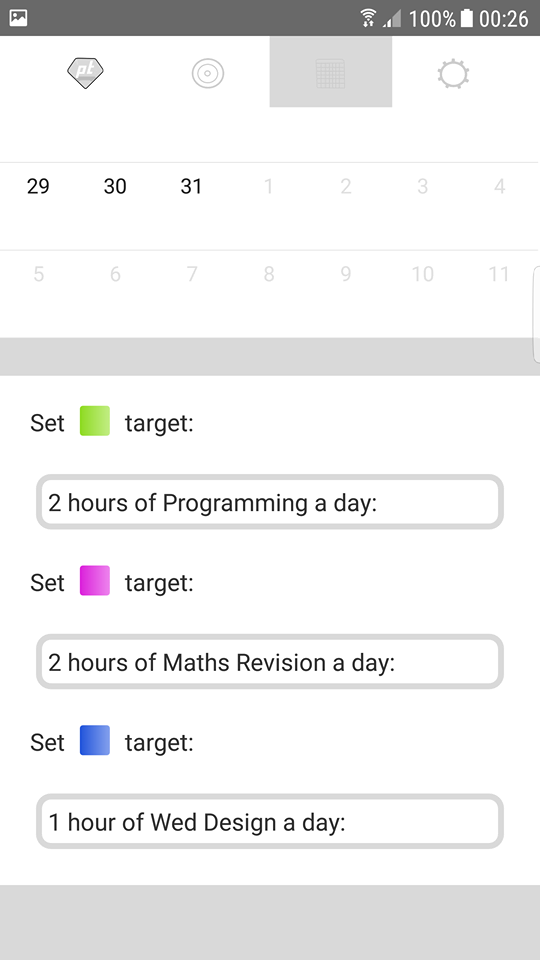 100% 00:26
pt
29 30 31 1 2 3 4
5 6 7 8 9 10 11
Set target:
2 hours of Programming a day:
Set target:
2 hours of Maths Revision a day:
Set target:
1 hour of Wed Design a day: